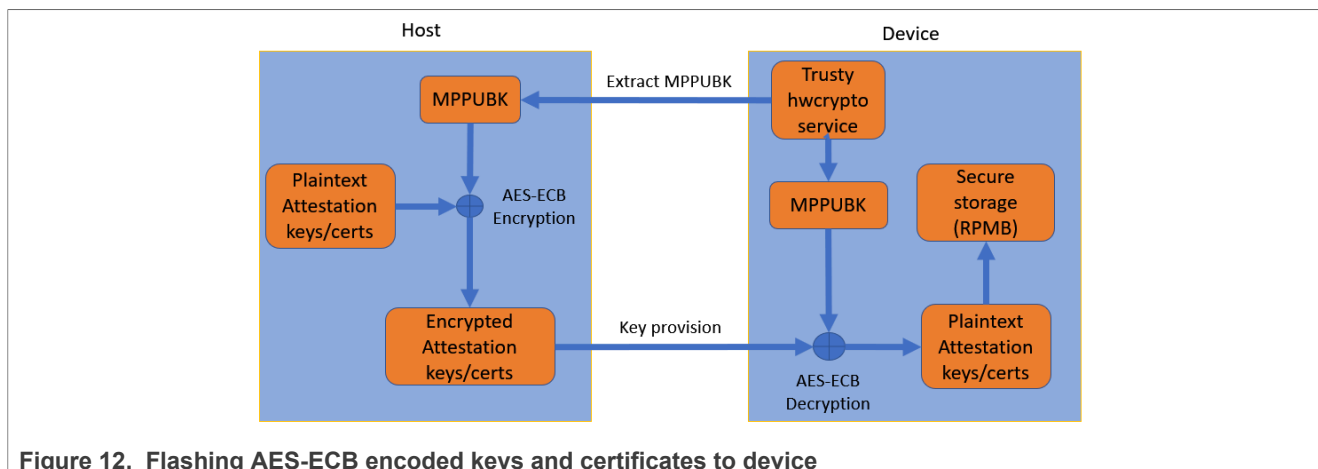 Host
Device
MPPUBK
Extract MPPUBK
Trusty
hwcrypto
service
Plaintext
Attestation
keys/certs
AES-ECB
Encryption
MPPUBK
Secure
storage
(RPMB)
Encrypted
Attestation
keys/certs
Key provision
AES-ECB
Decryption
Plaintext
Attestation
keys/certs
Figure 12. Flashing AES-ECB encoded keys and certificates to device